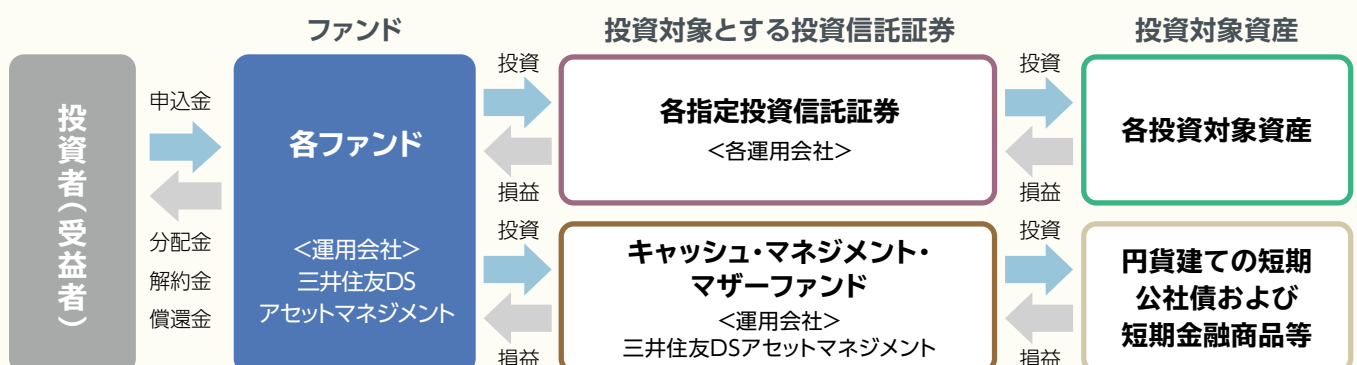 ファンド
投資対象とする投資信託証券
投資対象資産
投資者(受益者)
申込金
分配金
解約金
償還金
各ファンド
<運用会社>
三井住友DS
アセットマネジメント
投資
損益
各指定投資信託証券
<各運用会社>
投資
損益
各投資対象資産
投資
損益
キャッシュ・マネジメント・
マザーファンド
<運用会社>
三井住友DSアセットマネジメント
投資
損益
円貨建ての短期
公社債および
短期金融商品等